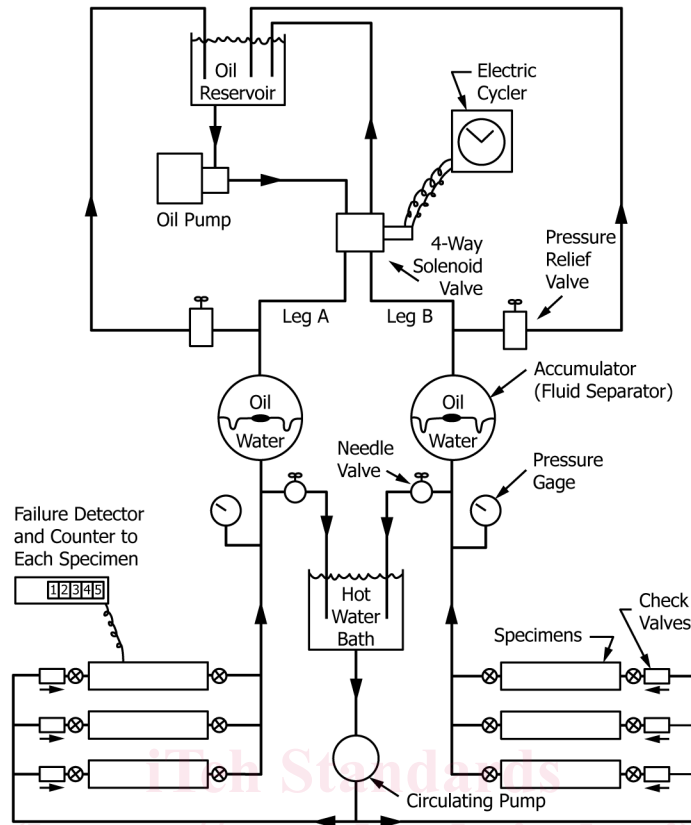 Oil
Reservoir
Electric
Cycler
Oil Pump
4-Way
Solenoid
Valve
Pressure
Relief
Valve
Leg A
Leg B
Accumulator
(Fluid Separator)
Oil
Water
Oil
Water
Needle
Valve
Pressure
Gage
Failure Detector
and Counter to
Each Specimen
12345
Hot
Water
Bath
Check
Valves
Specimens
iTeh Standards
Circulating Pump